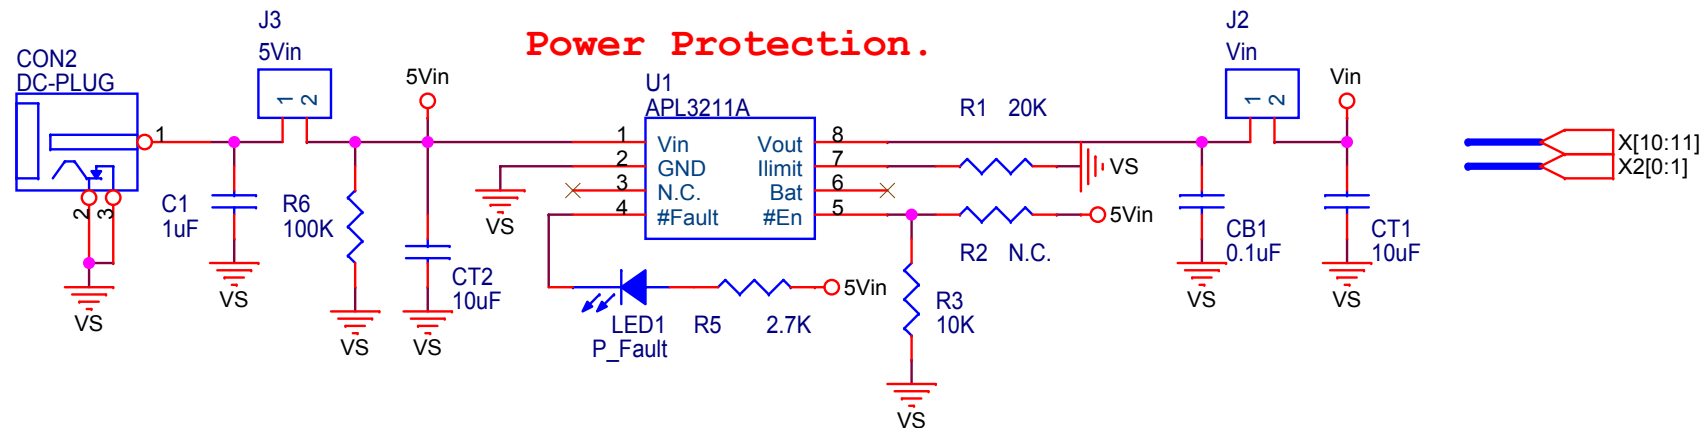 Power Protection.
CON2
DC-PLUG
1
2
3
VS
C1
1uF
VS
J3
5Vin
1
2
R6
100K
VS
5Vin
CT2
10uF
VS
U1
APL3211A
1
Vin
2
GND
3
N.C.
4
#Fault
Vout
8
Ilimit
7
Bat
6
#En
5
VS
LED1
P_Fault
R5
2.7K
5Vin
R1
20K
VS
R2
N.C.
5Vin
R3
10K
VS
CB1
0.1uF
VS
J2
Vin
1
2
Vin
CT1
10uF
VS
X[10:11]
X2[0:1]